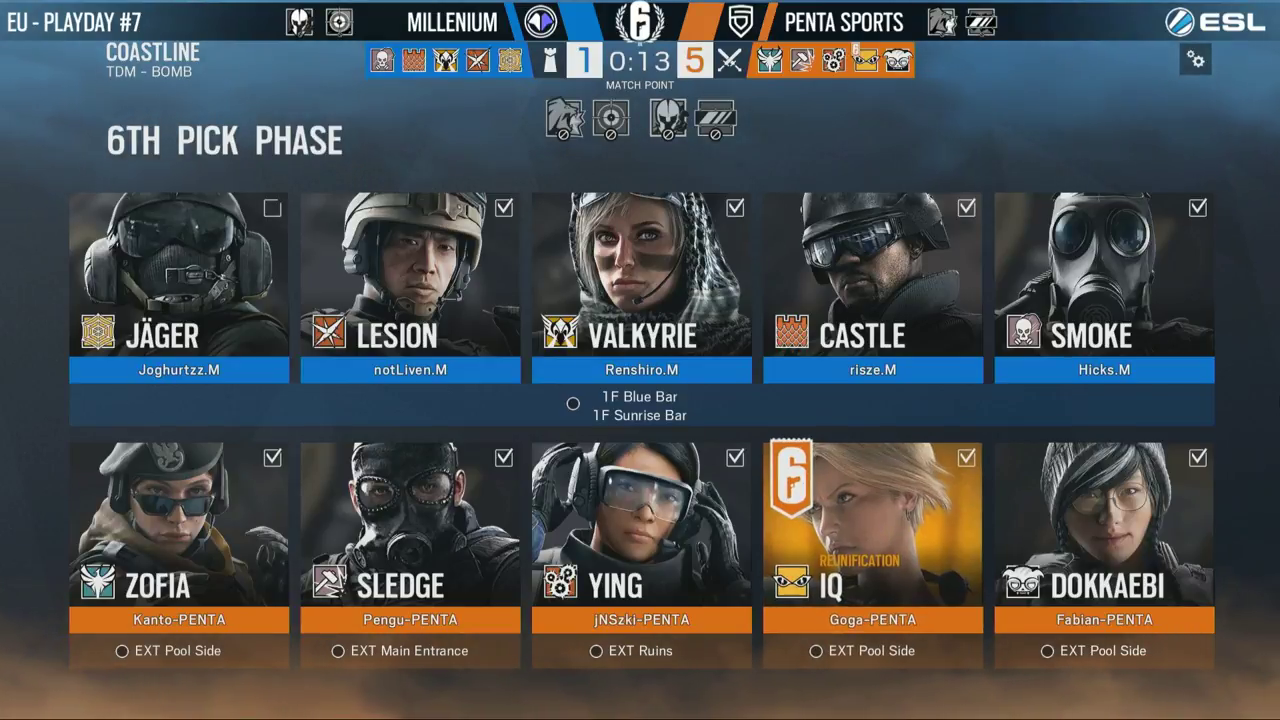 EU - PLAYDAY #7
MILLENIUM
6
PENTA SPORTS
ESL
COASTLINE
TDM - BOMB
1
0:13
5
MATCH POINT
6TH PICK PHASE
JÄGER
LESION
VALKYRIE
CASTLE
SMOKE
Joghurtzz.M
notLiven.M
Renshiro.M
risze.M
Hicks.M
1F Blue Bar
1F Sunrise Bar
6
REUNIFICATION
ZOFIA
SLEDGE
YING
IQ
DOKKAEBI
Kanto-PENTA
Pengu-PENTA
jNSzki-PENTA
Goga-PENTA
Fabian-PENTA
EXT Pool Side
EXT Main Entrance
EXT Ruins
EXT Pool Side
EXT Pool Side